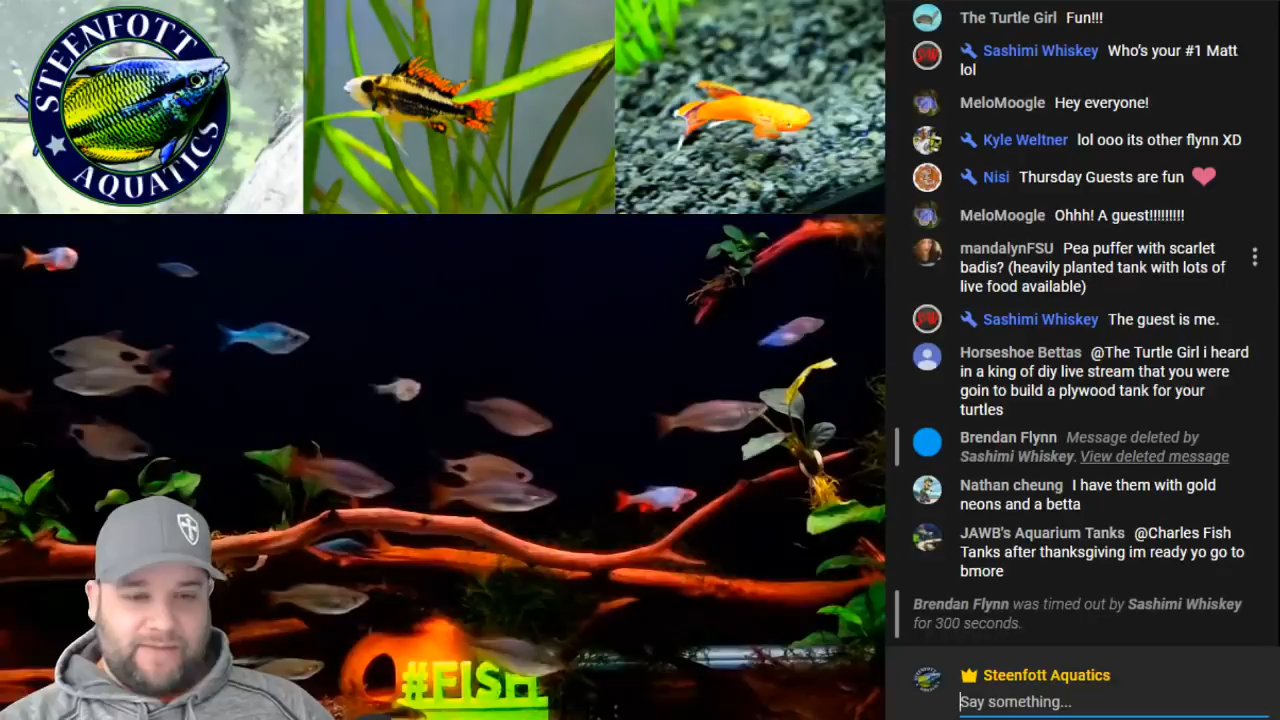 STEENFOTT
AQUATICS
#FISH
The Turtle Girl Fun!!!
Sashimi Whiskey Who's your #1 Matt
lol
MeloMoogle Hey everyone!
Kyle Weltner lol ooo its other flynn XD
Nisi Thursday Guests are fun
MeloMoogle Ohhh! A guest!!!!!!!!!
mandalynFSU Pea puffer with scarlet
badis? (heavily planted tank with lots of
live food available)
Sashimi Whiskey The guest is me.
Horseshoe Bettas @The Turtle Girl i heard
in a king of diy live stream that you were
goin to build a plywood tank for your
turtles
Brendan Flynn Message deleted by
Sashimi Whiskey. View deleted message
Nathan cheung I have them with gold
neons and a betta
JAWB's Aquarium Tanks @Charles Fish
Tanks after thanksgiving im ready yo go to
bmore
Brendan Flynn was timed out by Sashimi Whiskey
for 300 seconds.
Steenfott Aquatics
Say something...